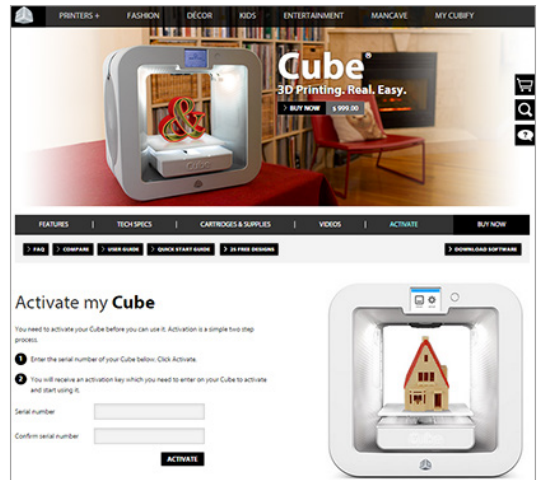 PRINTERS + FASHION DÉCOR KIDS ENTERTAINMENT MANCAVE MY CUBIFY
Cube®
3D Printing. Real. Easy.
> BUY NOW $ 999.00
Cube
FEATURES | TECH SPECS | CARTRIDGES & SUPPLIES | VIDEOS | ACTIVATE BUY NOW
> FAQ > COMPARE > USER GUIDE > QUICK START GUIDE > 25 FREE DESIGNS > DOWNLOAD SOFTWARE
Activate my Cube
You need to activate your Cube before you can use it. Activation is a simple two step
process.
1 Enter the serial number of your Cube below: Click Activate.
2 You will receive an activation key which you need to enter on your Cube to activate
and start using it.
Serial number
Confirm serial number
ACTIVATE
Cube